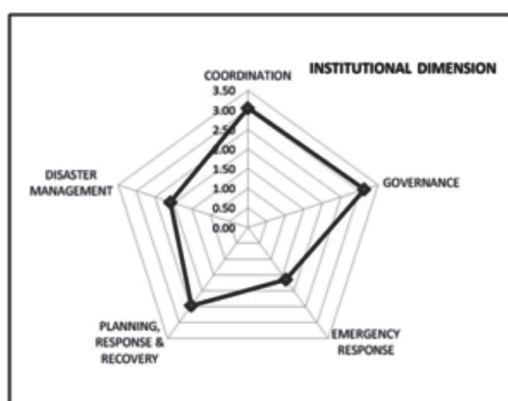 COORDINATION
INSTITUTIONAL DIMENSION
3.50
3.00
2.50
2.00
1.50
1.00
0.50
0.00
GOVERNANCE
EMERGENCY
RESPONSE
PLANNING,
RESPONSE &
RECOVERY
DISASTER
MANAGEMENT